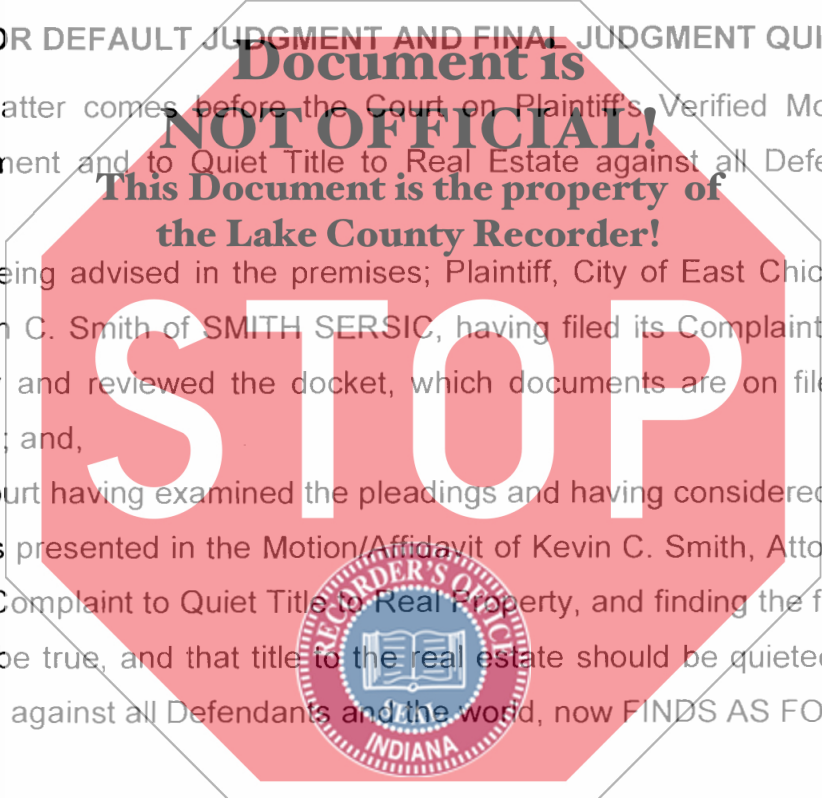 OR DEFAULT JUDGMENT AND FINAL JUDGMENT QUI
Document is
atter comes before the Court on Plaintiff's Verified Mo
NOT OFFICIAL!
ment and to Quiet Title to Real Estate against all Defe
This Document is the property of
the Lake County Recorder!
eing advised in the premises; Plaintiff, City of East Chic
n C. Smith of SMITH SERSIC, having filed its Complaint
and reviewed the docket, which documents are on file
STOP
; and,
urt having examined the pleadings and having considered
s presented in the Motion/Affidavit of Kevin C. Smith, Atto
RECORDER'S OFFICE
Complaint to Quiet Title to Real Property, and finding the f
be true, and that title to the real estate should be quieted
SEAL
against all Defendants and the world, now FINDS AS FO
INDIANA